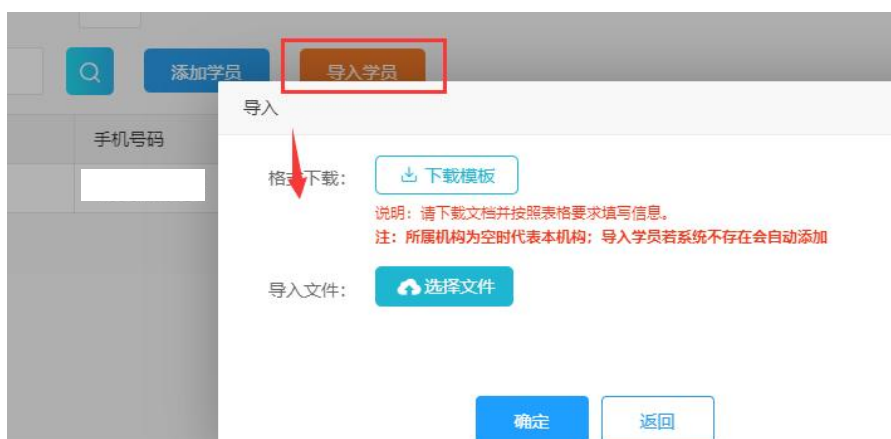 添加学员
导入学员
手机号码
导入
格式下载：
下载模板
说明：请下载文档并按照表格要求填写信息。
注：所属机构为空时代表本机构；导入学员若系统不存在会自动添加
导入文件：
选择文件
确定
返回